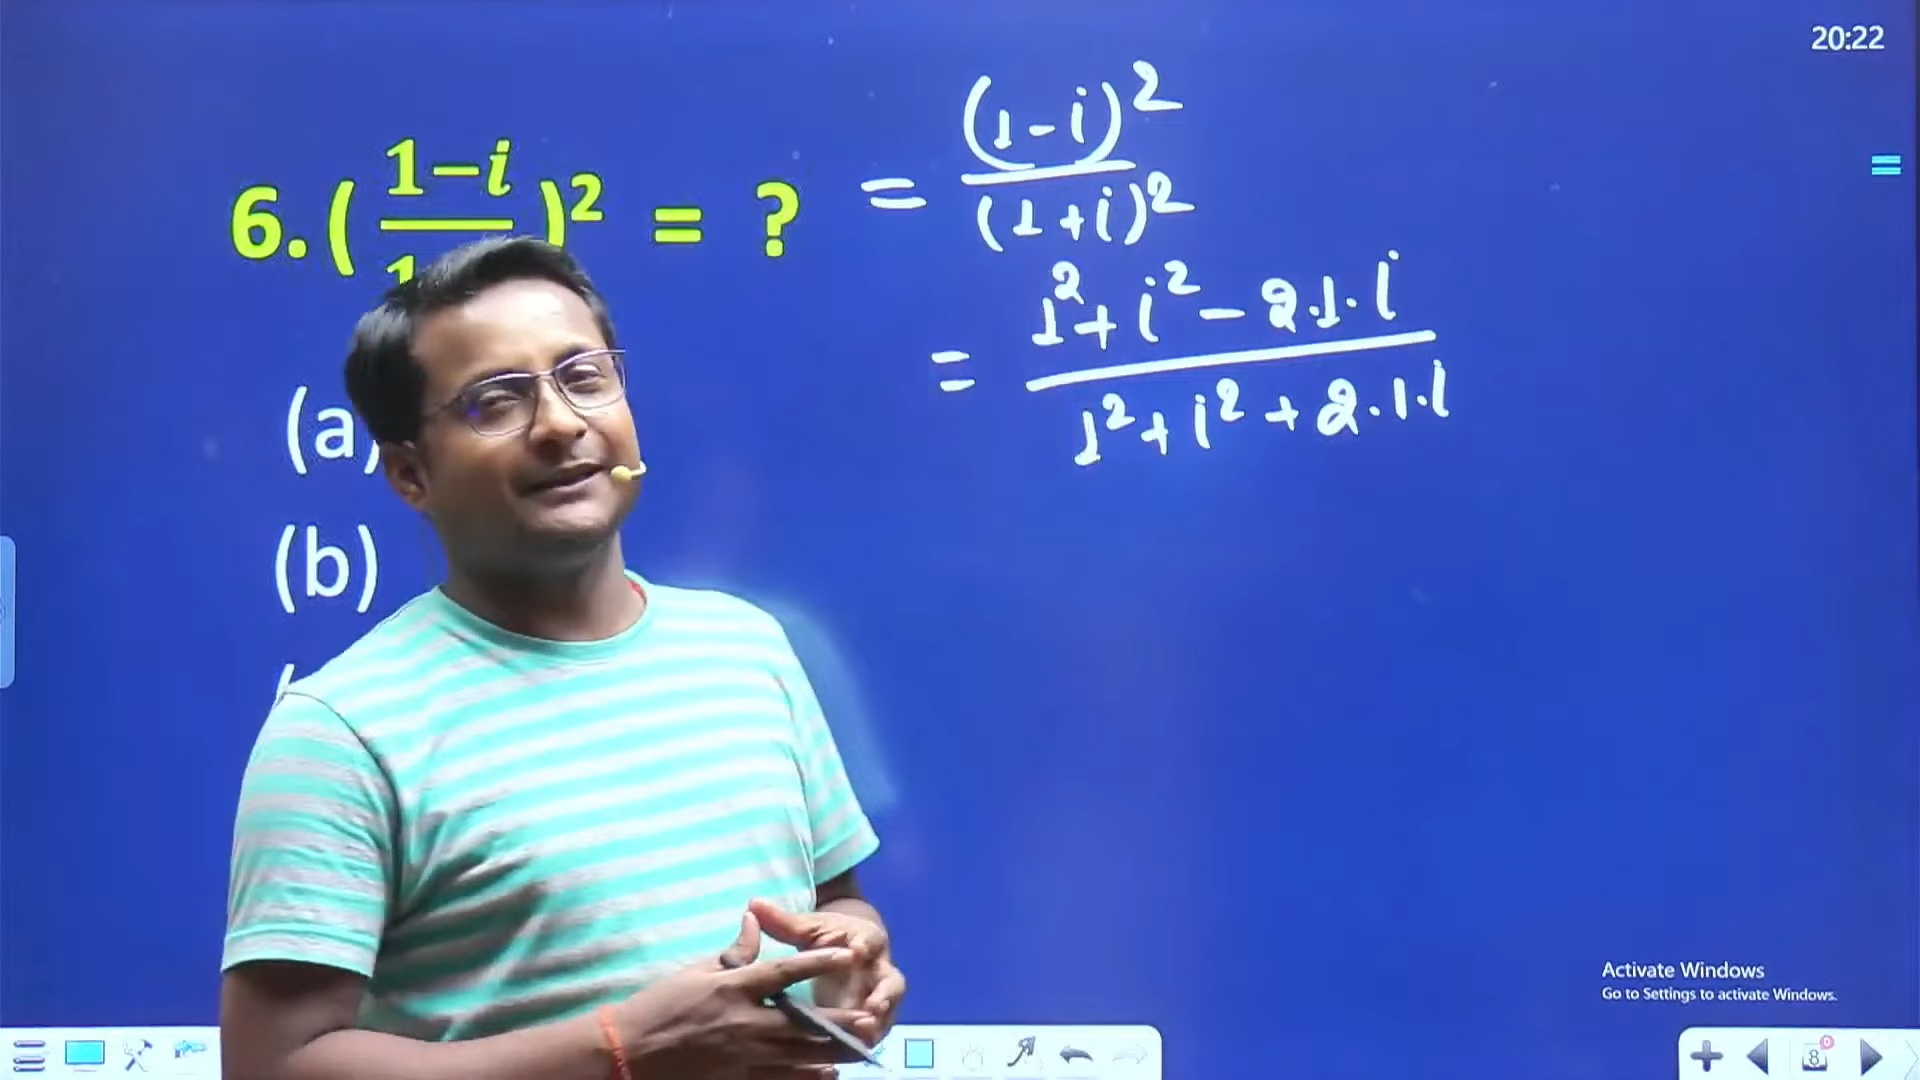 20:22
6. ( 1−i / 1 )² = ?
= (1-i)² / (1+i)²
= 1²+i²-2.1.i / 1²+i²+2.1.i
(a)
(b)
Activate Windows
Go to Settings to activate Windows.
8
0